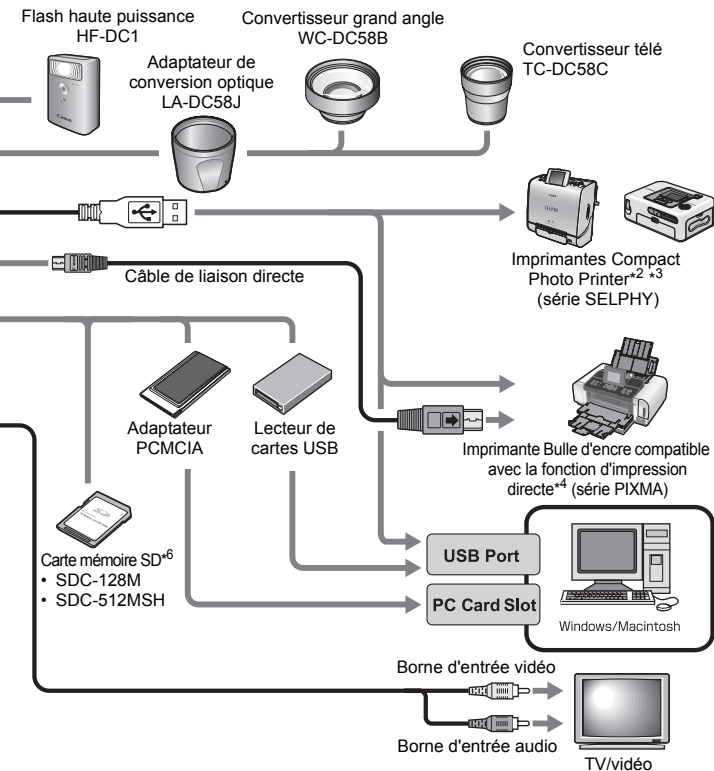 Flash haute puissance
HF-DC1
Convertisseur grand angle
WC-DC58B
Adaptateur de
conversion optique
LA-DC58J
Convertisseur télé
TC-DC58C
Canon
SELPHY
Imprimantes Compact
Photo Printer*2 *3
(série SELPHY)
Câble de liaison directe
Adaptateur
PCMCIA
Lecteur de
cartes USB
Imprimante Bulle d'encre compatible
avec la fonction d'impression
directe*4 (série PIXMA)
Carte mémoire SD*6
• SDC-128M
• SDC-512MSH
USB Port
PC Card Slot
Windows/Macintosh
Borne d'entrée vidéo
Borne d'entrée audio
TV/vidéo